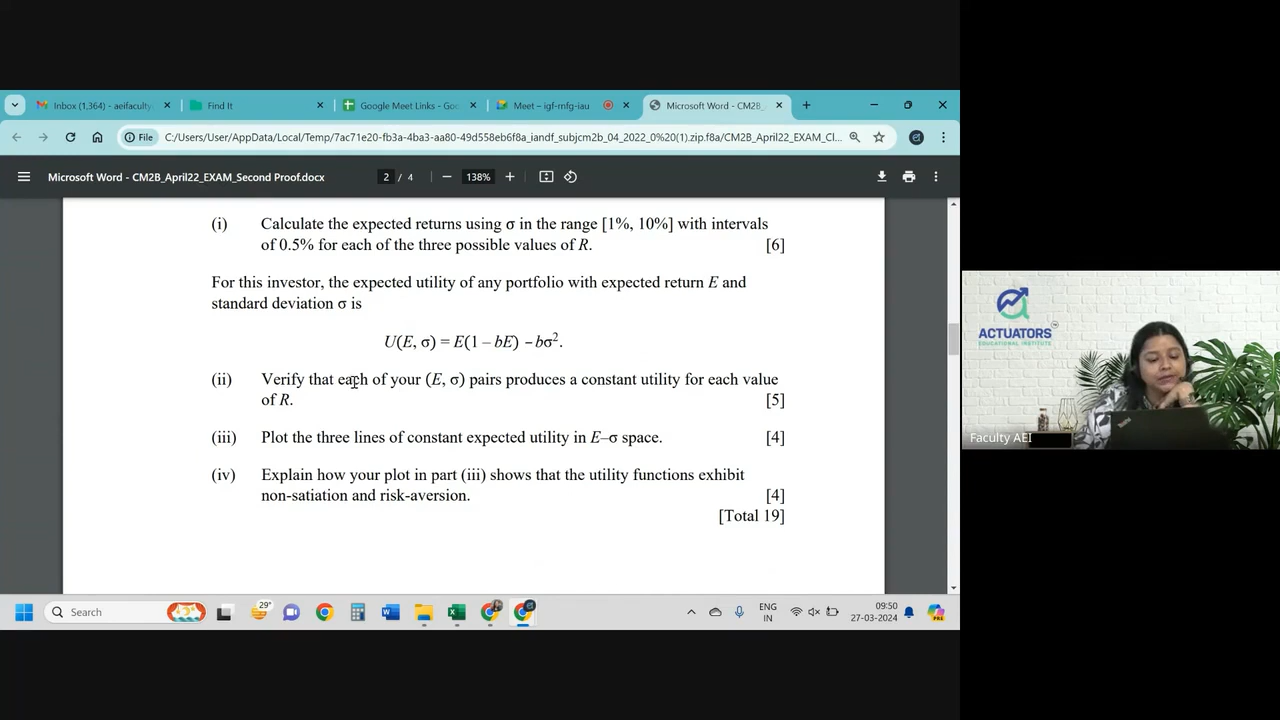 Inbox (1,364) - aeifaculty
Find It
Google Meet Links - Goo
Meet – igf-rnfg-iau
Microsoft Word - CM2B_
File
C:/Users/User/AppData/Local/Temp/7ac71e20-fb3a-4ba3-aa80-49d558eb6f8a_iandf_subjcm2b_04_2022_0%20(1).zip.f8a/CM2B_April22_EXAM_Cl...
Microsoft Word - CM2B_April22_EXAM_Second Proof.docx
2 / 4
138%
(i) Calculate the expected returns using σ in the range [1%, 10%] with intervals
of 0.5% for each of the three possible values of R. [6]
For this investor, the expected utility of any portfolio with expected return E and
standard deviation σ is
U(E, σ) = E(1 – bE) – bσ².
(ii) Verify that each of your (E, σ) pairs produces a constant utility for each value
of R. [5]
(iii) Plot the three lines of constant expected utility in E–σ space. [4]
(iv) Explain how your plot in part (iii) shows that the utility functions exhibit
non-satiation and risk-aversion. [4]
[Total 19]
ACTUATORS
EDUCATIONAL INSTITUTE
Faculty AEI
Search
29°
ENG
IN
09:50
27-03-2024